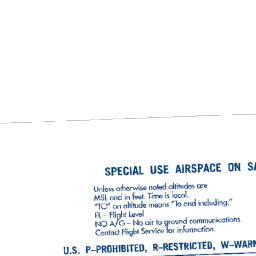 SPECIAL USE AIRSPACE ON
Unless otherwise noted altitudes are
MSL and in feet. Time is local.
"TO" an altitude means "To and including."
FL – Flight Level
NO A/G – No air to ground communications.
Contact Flight Service for information.
U.S. P–PROHIBITED, R–RESTRICTED,